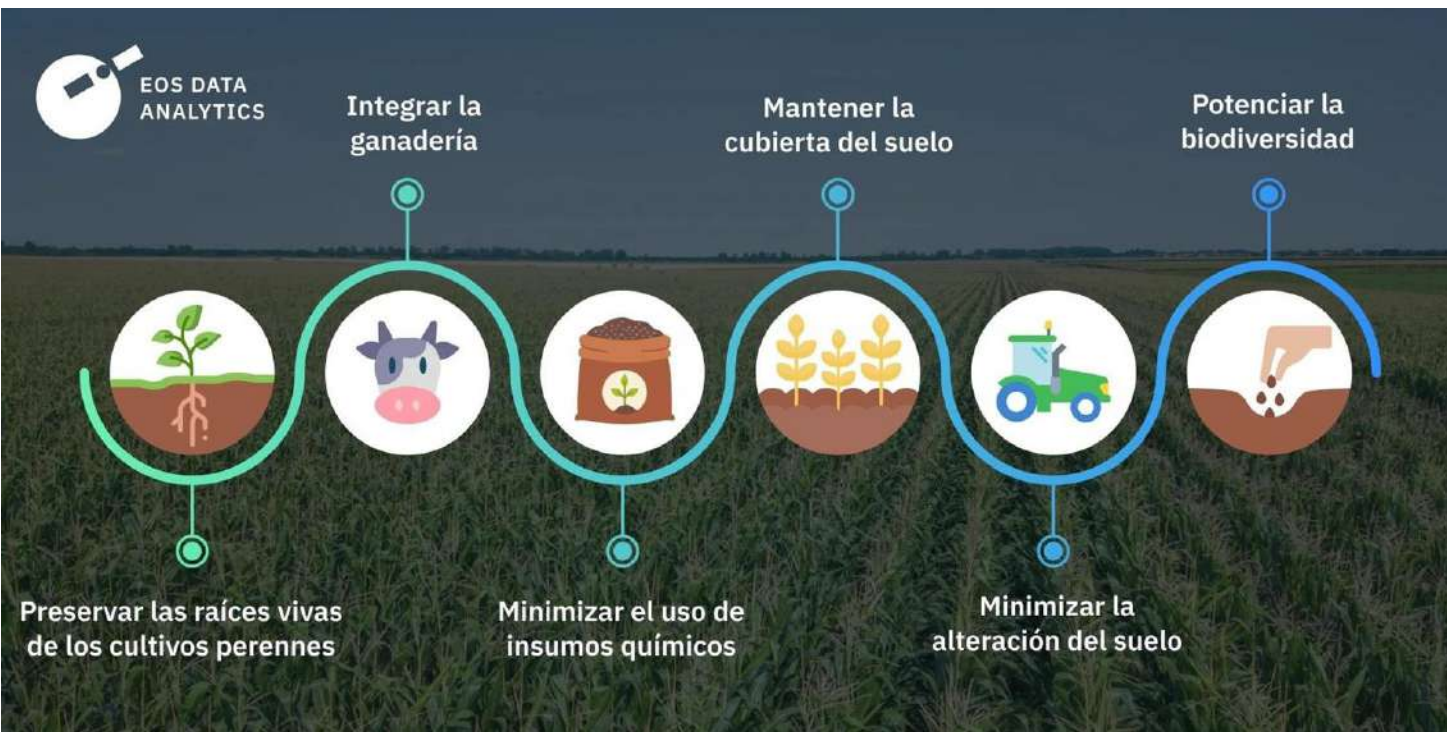 EOS DATA
ANALYTICS
Integrar la
ganadería
Mantener la
cubierta del suelo
Potenciar la
biodiversidad
Preservar las raíces vivas
de los cultivos perennes
Minimizar el uso de
insumos químicos
Minimizar la
alteración del suelo